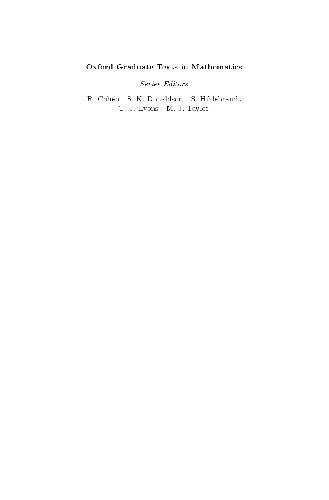 Oxford Graduate Texts in Mathematics
Series Editors
R. Cohen S. K. Donaldson S. Hildebrandt
T. J. Lyons M. J. Taylor